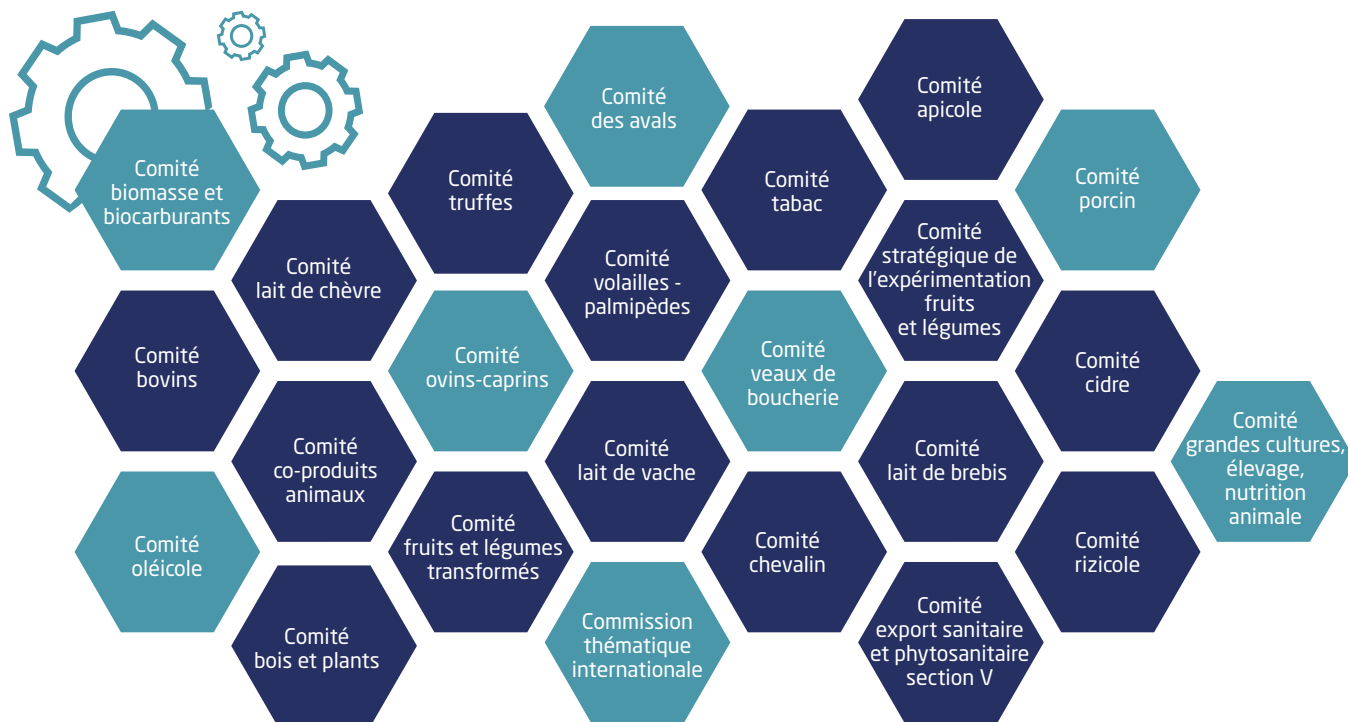 Comité
des avals
Comité
apicole
Comité
biomasse et
biocarburants
Comité
truffes
Comité
tabac
Comité
porcin
Comité
lait de chèvre
Comité
volailles -
palmipèdes
Comité
stratégique de
l'expérimentation
fruits
et légumes
Comité
bovins
Comité
ovins-caprins
Comité
veaux de
boucherie
Comité
cidre
Comité
co-produits
animaux
Comité
lait de vache
Comité
lait de brebis
Comité
grandes cultures,
élevage,
nutrition
animale
Comité
oléicole
Comité
fruits et légumes
transformés
Comité
chevalin
Comité
rizicole
Comité
bois et plants
Commission
thématique
internationale
Comité
export sanitaire
et phytosanitaire
section V